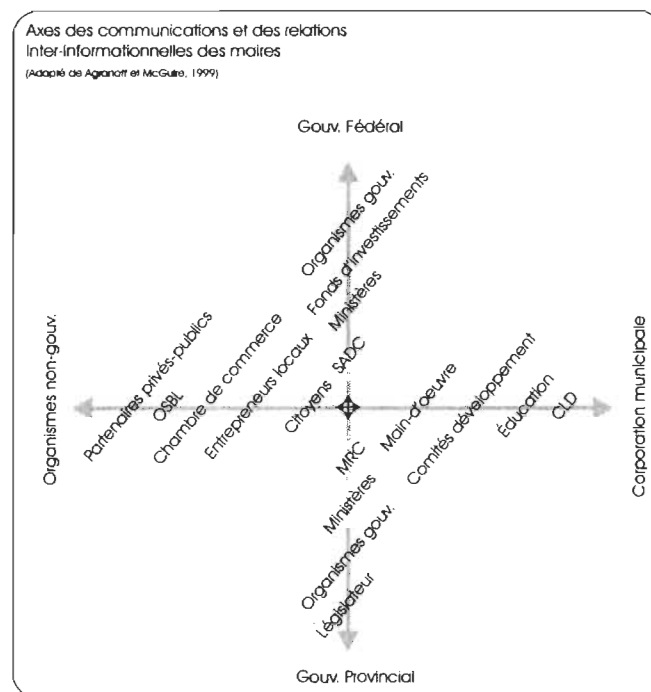 Axes des communications et des relations
Inter-informationnelles des maires
(Adapté de Agranoff et McGuire, 1999)
Gouv. Fédéral
Organismes gouv.
Fonds d'investissements
Ministères
SADC
Organismes non-gouv.
Partenaires privés-publics
OSBL
Chambre de commerce
Entrepreneurs locaux
Citoyens
Main-d'oeuvre
Comités développement
Éducation
CLD
Corporation municipale
MRC
Ministères
Organismes gouv.
Législateur
Gouv. Provincial